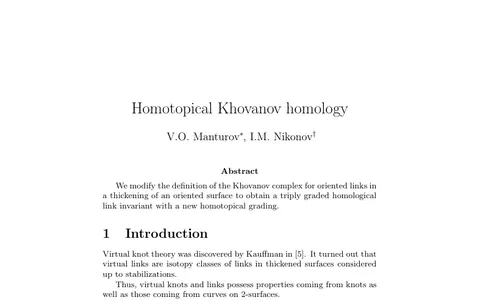 Homotopical Khovanov homology
V.O. Manturov*, I.M. Nikonov†
Abstract
We modify the definition of the Khovanov complex for oriented links in
a thickening of an oriented surface to obtain a triply graded homological
link invariant with a new homotopical grading.
1 Introduction
Virtual knot theory was discovered by Kauffman in [5]. It turned out that
virtual links are isotopy classes of links in thickened surfaces considered
up to stabilizations.
Thus, virtual knots and links possess properties coming from knots as
well as those coming from curves on 2-surfaces.